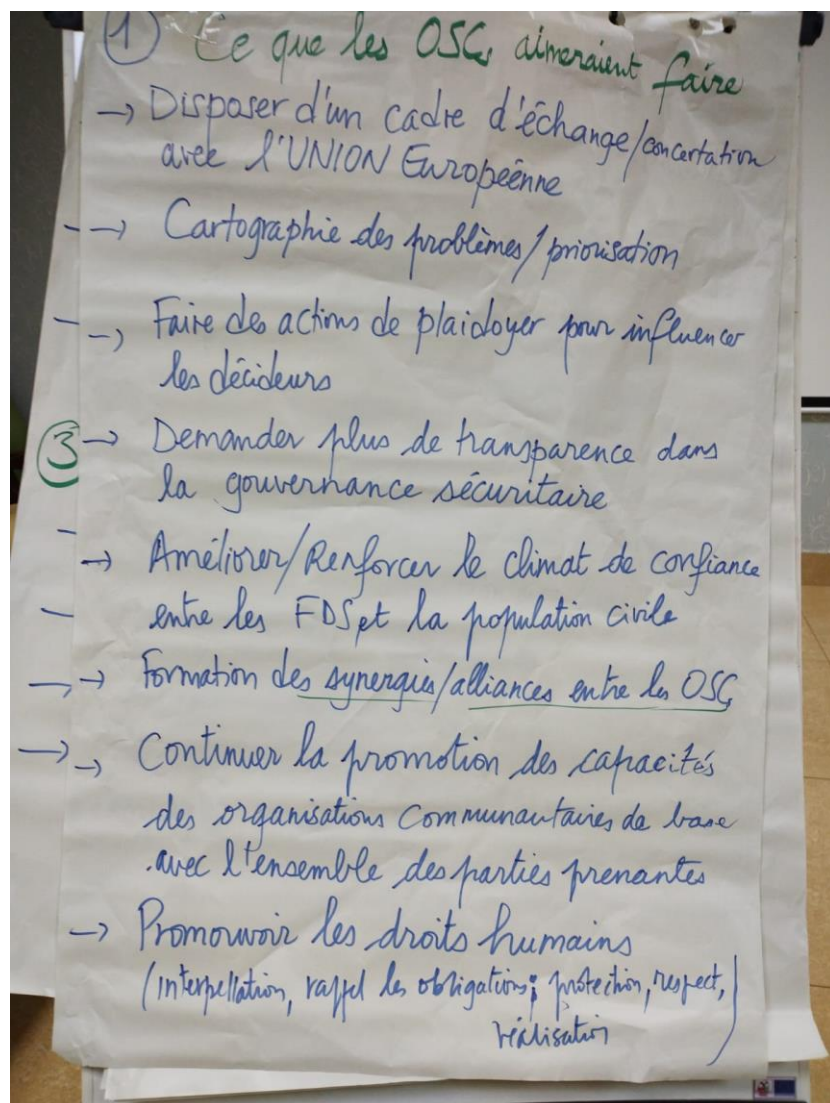 ① Ce que les OSC aimeraient faire
→ Disposer d'un cadre d'échange/concertation
avec l'UNION Européenne
→ Cartographie des problèmes/priorisation
→ Faire des actions de plaidoyer pour influencer
les décideurs
③ → Demander plus de transparence dans
la gouvernance sécuritaire
→ Améliorer/Renforcer le climat de confiance
entre les FDS et la population civile
→ Formation des synergies/alliances entre les OSC
→ Continuer la promotion des capacités
des organisations communautaires de base
avec l'ensemble des parties prenantes
→ Promouvoir les droits humains
(interpellation, rappel les obligations; protection, respect,
réalisation)